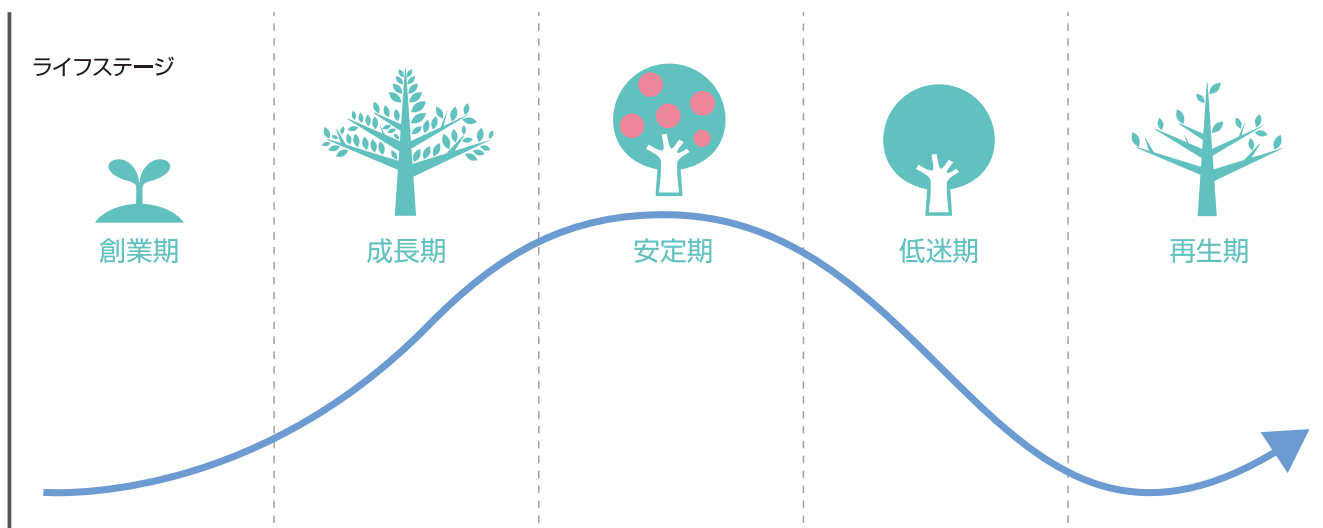 ライフステージ
創業期
成長期
安定期
低迷期
再生期